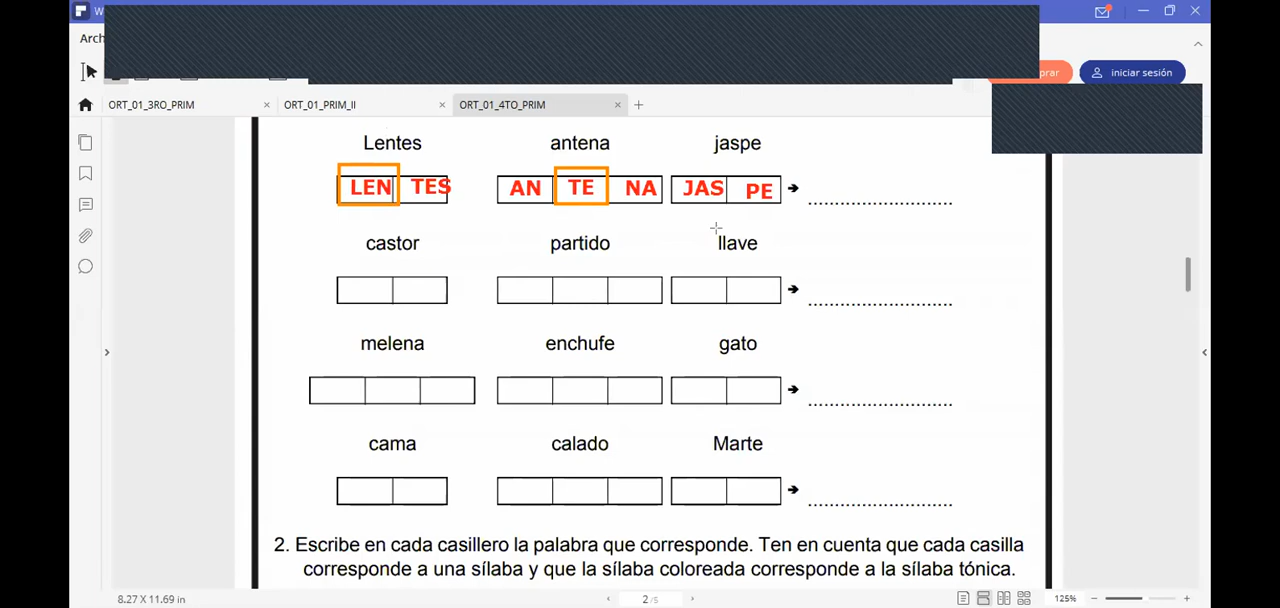 W
Arch
prar
iniciar sesión
ORT_01_3RO_PRIM
ORT_01_PRIM_II
ORT_01_4TO_PRIM
Lentes antena jaspe
LEN TES AN TE NA JAS PE
castor partido llave
melena enchufe gato
cama calado Marte
2. Escribe en cada casillero la palabra que corresponde. Ten en cuenta que cada casilla
corresponde a una sílaba y que la sílaba coloreada corresponde a la sílaba tónica.
8.27 X 11.69 in
2 /5
125%